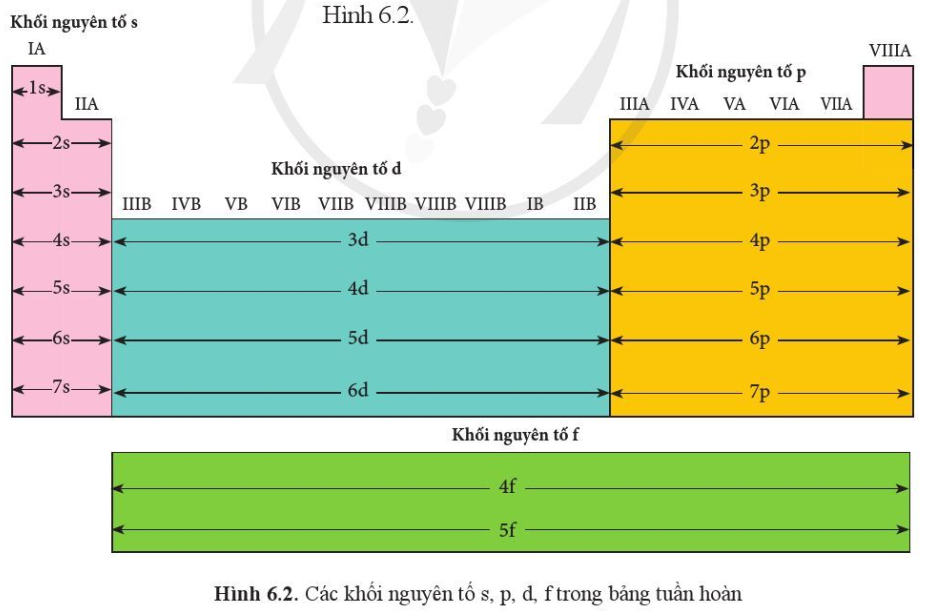 Hình 6.2.
Khối nguyên tố s
IA
VIIIA
Khối nguyên tố p
1s
IIA
IIIA IVA VA VIA VIIA
2s
2p
Khối nguyên tố d
3s
3p
IIIB IVB VB VIB VIIB VIIIB VIIIB VIIIB IB IIB
4s 3d 4p
5s 4d 5p
6s 5d 6p
7s 6d 7p
Khối nguyên tố f
4f
5f
Hình 6.2. Các khối nguyên tố s, p, d, f trong bảng tuần hoàn